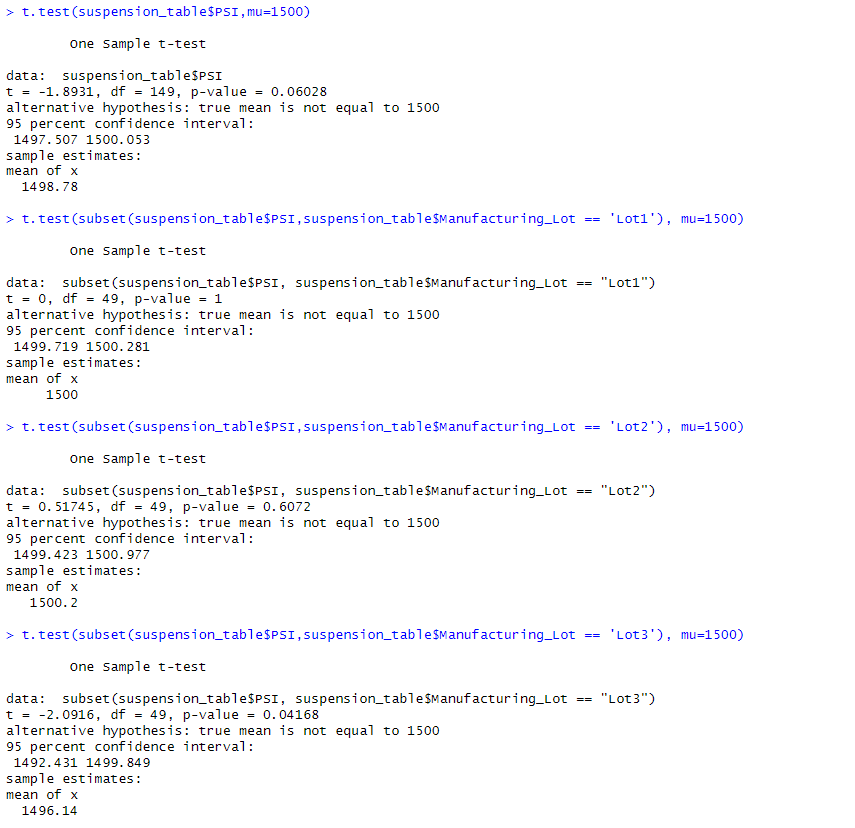 > t.test(suspension_table$PSI,mu=1500)
One Sample t-test
data:  suspension_table$PSI
t = -1.8931, df = 149, p-value = 0.06028
alternative hypothesis: true mean is not equal to 1500
95 percent confidence interval:
1497.507 1500.053
sample estimates:
mean of x
1498.78
> t.test(subset(suspension_table$PSI,suspension_table$Manufacturing_Lot == 'Lot1'), mu=1500)
One Sample t-test
data:  subset(suspension_table$PSI, suspension_table$Manufacturing_Lot == "Lot1")
t = 0, df = 49, p-value = 1
alternative hypothesis: true mean is not equal to 1500
95 percent confidence interval:
1499.719 1500.281
sample estimates:
mean of x
1500
> t.test(subset(suspension_table$PSI,suspension_table$Manufacturing_Lot == 'Lot2'), mu=1500)
One Sample t-test
data:  subset(suspension_table$PSI, suspension_table$Manufacturing_Lot == "Lot2")
t = 0.51745, df = 49, p-value = 0.6072
alternative hypothesis: true mean is not equal to 1500
95 percent confidence interval:
1499.423 1500.977
sample estimates:
mean of x
1500.2
> t.test(subset(suspension_table$PSI,suspension_table$Manufacturing_Lot == 'Lot3'), mu=1500)
One Sample t-test
data:  subset(suspension_table$PSI, suspension_table$Manufacturing_Lot == "Lot3")
t = -2.0916, df = 49, p-value = 0.04168
alternative hypothesis: true mean is not equal to 1500
95 percent confidence interval:
1492.431 1499.849
sample estimates:
mean of x
1496.14